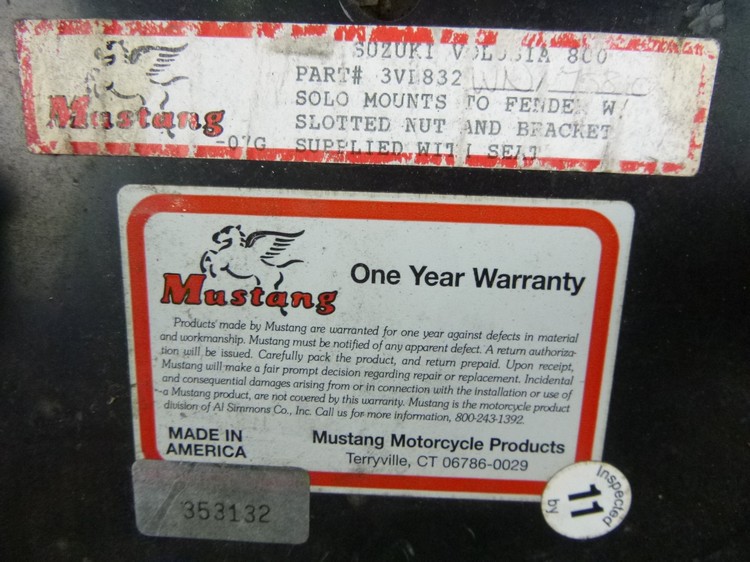 SUZUKI VOLUSIA 800
PART# 3VL832
SOLO MOUNTS TO FENDER W/
SLOTTED NUT AND BRACKET
-07G SUPPLIED WITH SEAT
Mustang
Mustang
One Year Warranty
Products made by Mustang are warranted for one year against defects in material
and workmanship. Mustang must be notified of any apparent defect. A return authoriza-
tion will be issued. Carefully pack the product, and return prepaid. Upon receipt,
Mustang will make a fair prompt decision regarding repair or replacement. Incidental
and consequential damages arising from or in connection with the installation or use of
a Mustang product, are not covered by this warranty. Mustang is the motorcycle product
division of Al Simmons Co., Inc. Call us for more information, 800-243-1392.
MADE IN
AMERICA
Mustang Motorcycle Products
Terryville, CT 06786-0029
353132
Inspected
11
by